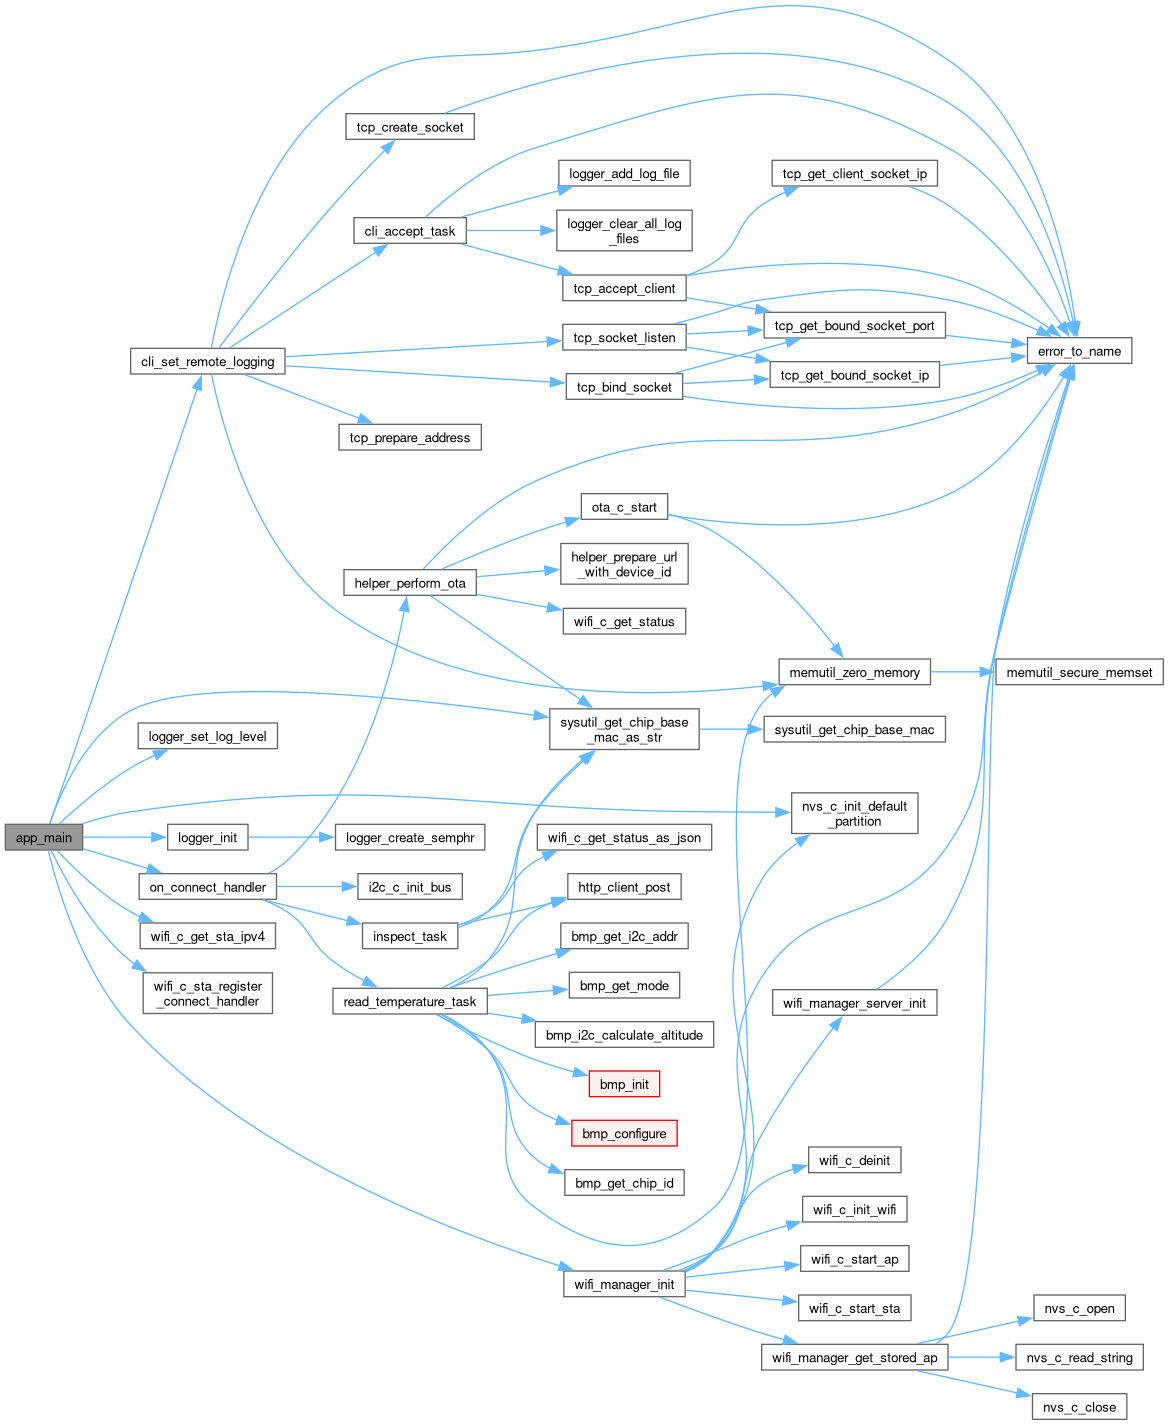 tcp_create_socket
logger_add_log_file
tcp_get_client_socket_ip
cli_accept_task
logger_clear_all_log
_files
tcp_accept_client
tcp_get_bound_socket_port
tcp_socket_listen
error_to_name
cli_set_remote_logging
tcp_get_bound_socket_ip
tcp_bind_socket
tcp_prepare_address
ota_c_start
helper_prepare_url
_with_device_id
helper_perform_ota
wifi_c_get_status
memutil_zero_memory
memutil_secure_memset
sysutil_get_chip_base
_mac_as_str
sysutil_get_chip_base_mac
logger_set_log_level
nvs_c_init_default
_partition
app_main
logger_init
logger_create_semphr
wifi_c_get_status_as_json
on_connect_handler
i2c_c_init_bus
http_client_post
wifi_c_get_sta_ipv4
inspect_task
bmp_get_i2c_addr
wifi_c_sta_register
_connect_handler
bmp_get_mode
read_temperature_task
wifi_manager_server_init
bmp_i2c_calculate_altitude
bmp_init
bmp_configure
wifi_c_deinit
bmp_get_chip_id
wifi_c_init_wifi
wifi_c_start_ap
wifi_manager_init
wifi_c_start_sta
nvs_c_open
wifi_manager_get_stored_ap
nvs_c_read_string
nvs_c_close